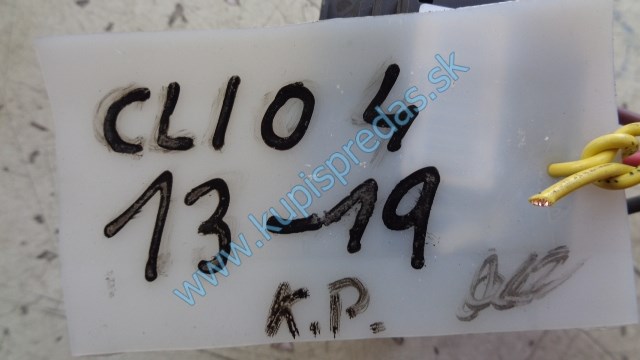 CLIO 4
13-19
K.P.
www.kupispredas.sk